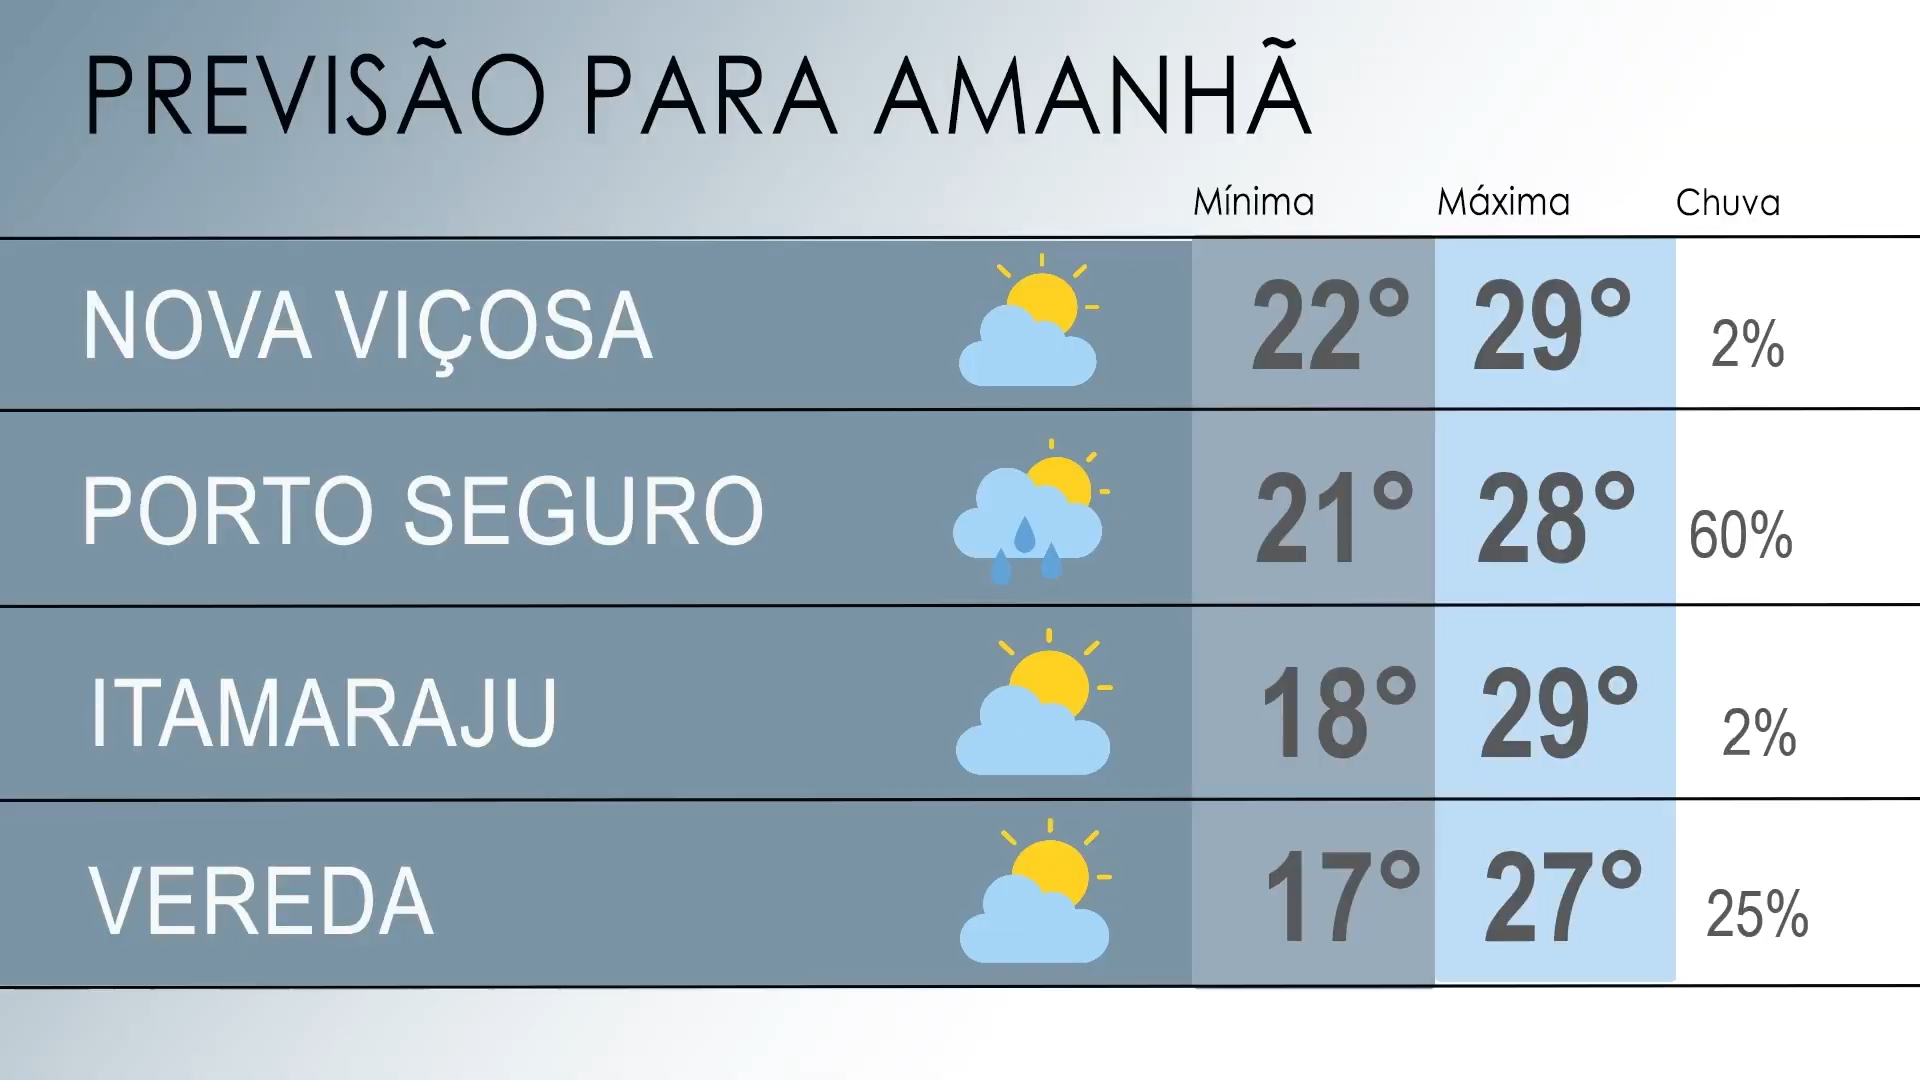 PREVISÃO PARA AMANHÃ
Mínima Máxima Chuva
NOVA VIÇOSA 22° 29° 2%
PORTO SEGURO 21° 28° 60%
ITAMARAJU 18° 29° 2%
VEREDA 17° 27° 25%